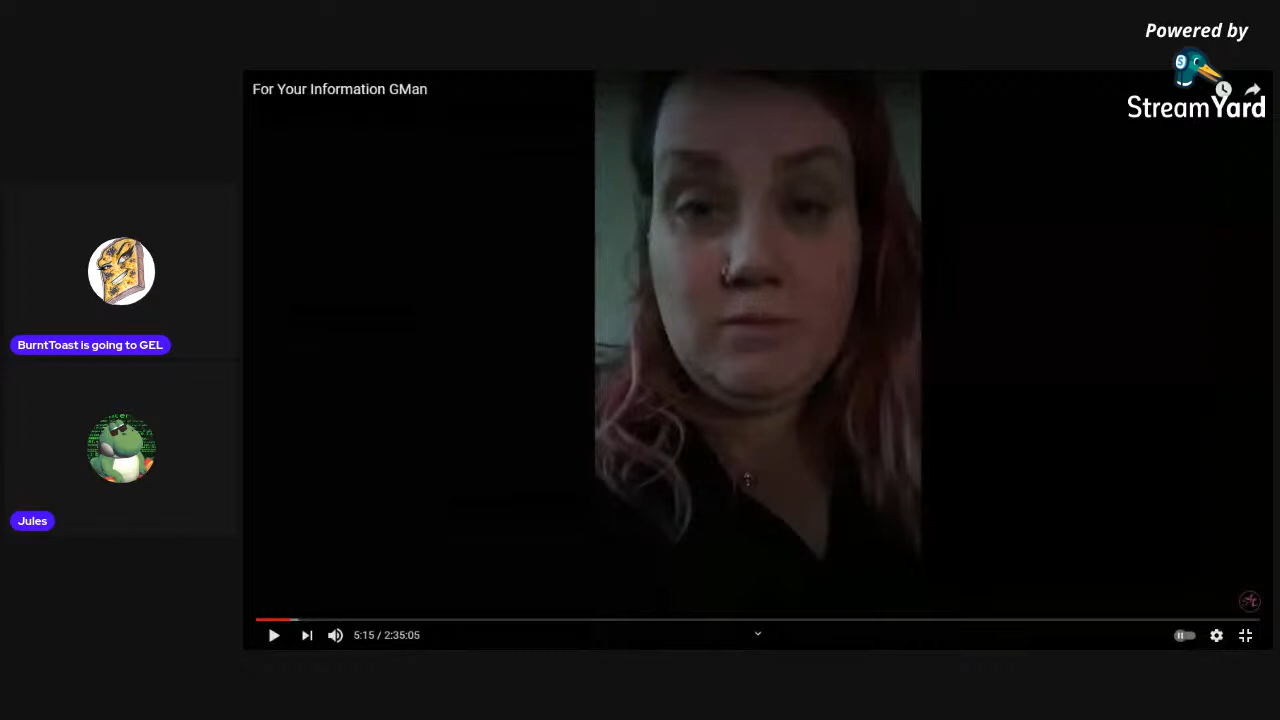 Powered by
StreamYard
For Your Information GMan
BurntToast is going to GEL
Jules
5:15 / 2:35:05